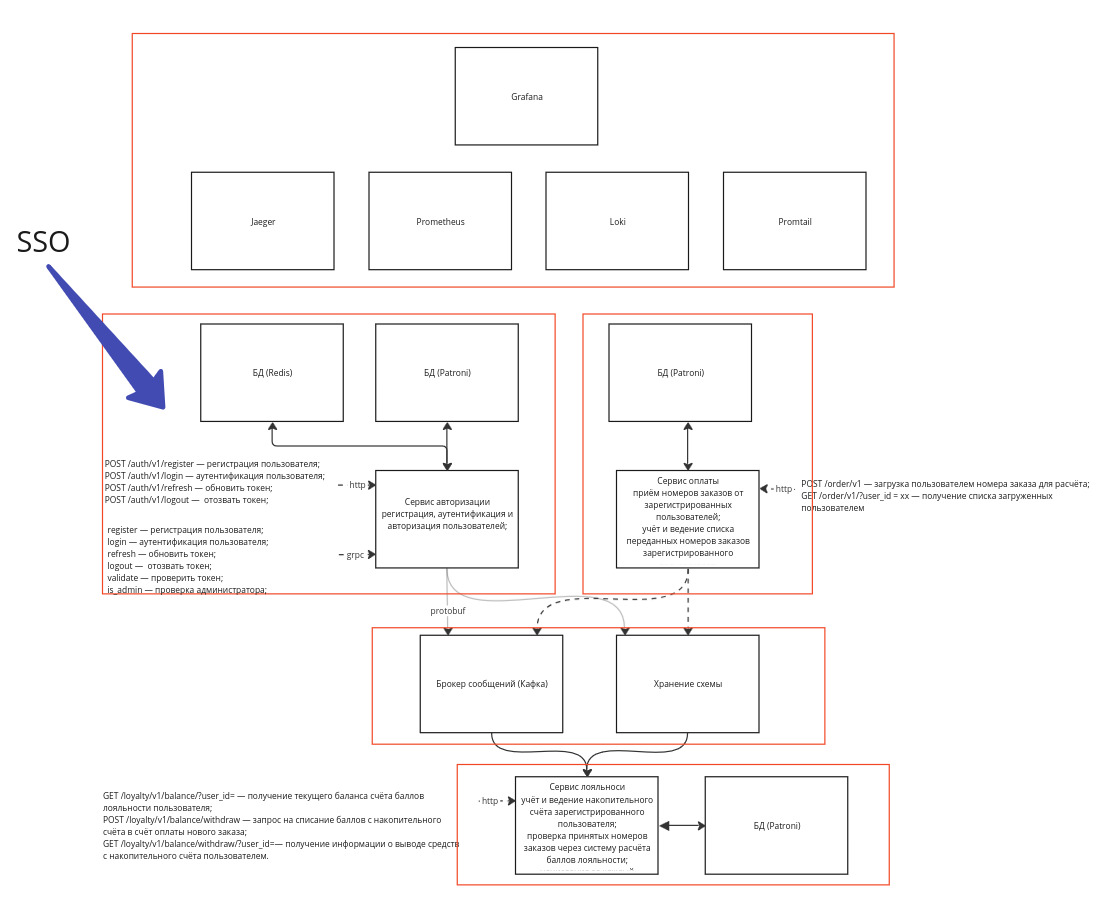 Grafana
Jaeger
Prometheus
Loki
Promtail
SSO
БД (Redis)
БД (Patroni)
БД (Patroni)
POST /auth/v1/register — регистрация пользователя;
POST /auth/v1/login — аутентификация пользователя;
POST /auth/v1/refresh — обновить токен;
POST /auth/v1/logout — отозвать токен;
register — регистрация пользователя;
login — аутентификация пользователя;
refresh — обновить токен;
logout — отозвать токен;
validate — проверить токен;
is_admin — проверка администратора;
http
grpc
Сервис авторизации
регистрация, аутентификация и
авторизация пользователей;
Сервис оплаты
приём номеров заказов от
зарегистрированных
пользователей;
учёт и ведение списка
переданных номеров заказов
зарегистрированного
http
POST /order/v1 — загрузка пользователем номера заказа для расчёта;
GET /order/v1/?user_id = xx — получение списка загруженных
пользователем
protobuf
Брокер сообщений (Кафка)
Хранение схемы
GET /loyalty/v1/balance/?user_id= — получение текущего баланса счёта баллов
лояльности пользователя;
POST /loyalty/v1/balance/withdraw — запрос на списание баллов с накопительного
счёта в счёт оплаты нового заказа;
GET /loyalty/v1/balance/withdraw/?user_id=— получение информации о выводе средств
с накопительного счёта пользователем.
http
Сервис лояльноси
учёт и ведение накопительного
счёта зарегистрированного
пользователя;
проверка принятых номеров
заказов через систему расчёта
баллов лояльности;
БД (Patroni)